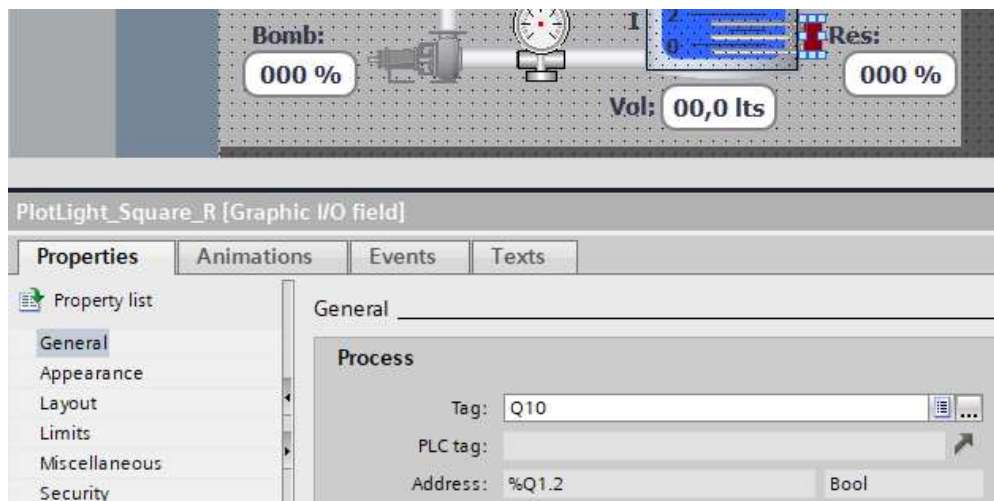 2
I
0
Bomb:
Res:
000 %
000 %
Vol:
00,0 lts
PlotLight_Square_R [Graphic I/O field]
Properties
Animations
Events
Texts
Property list
General
Appearance
Layout
Limits
Miscellaneous
Security
General
Process
Tag:
Q10
...
PLC tag:
Address:
%Q1.2
Bool